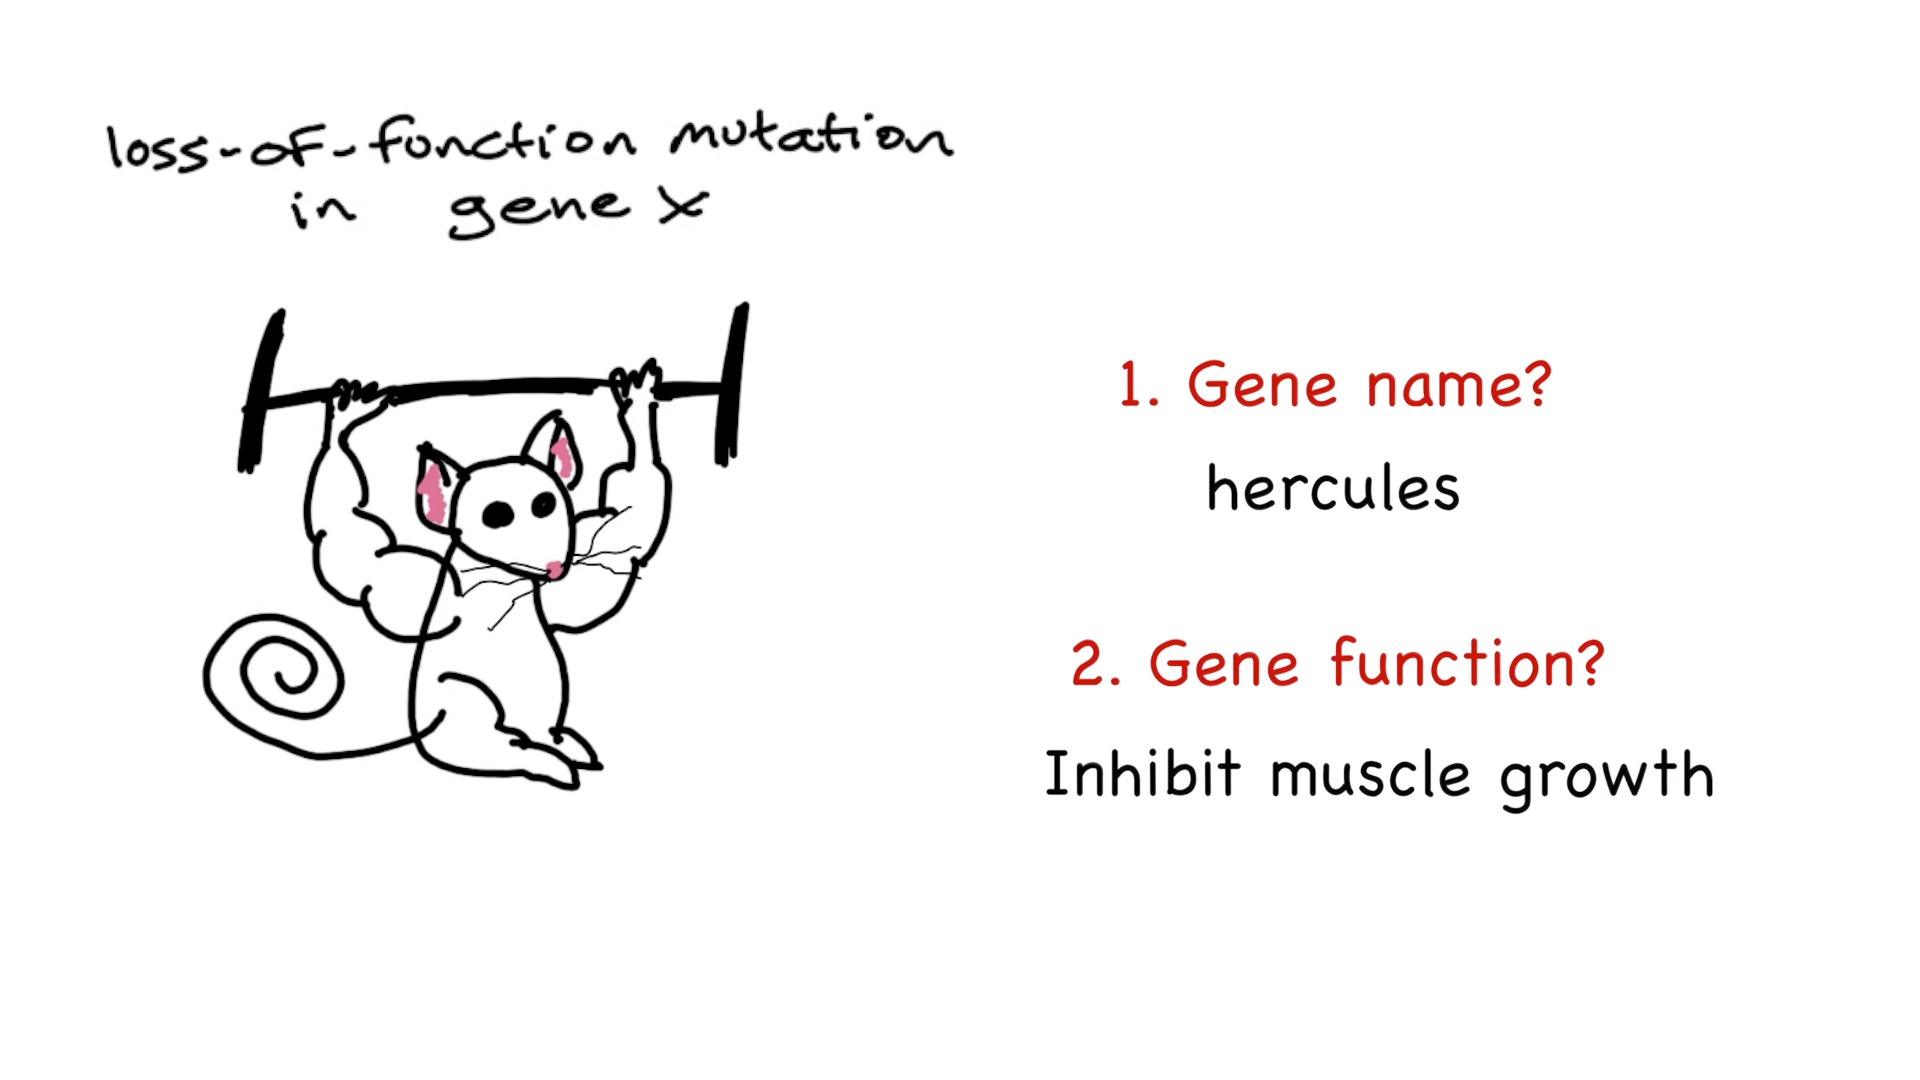 loss-of-function mutation
in gene x
1. Gene name?
hercules
2. Gene function?
Inhibit muscle growth